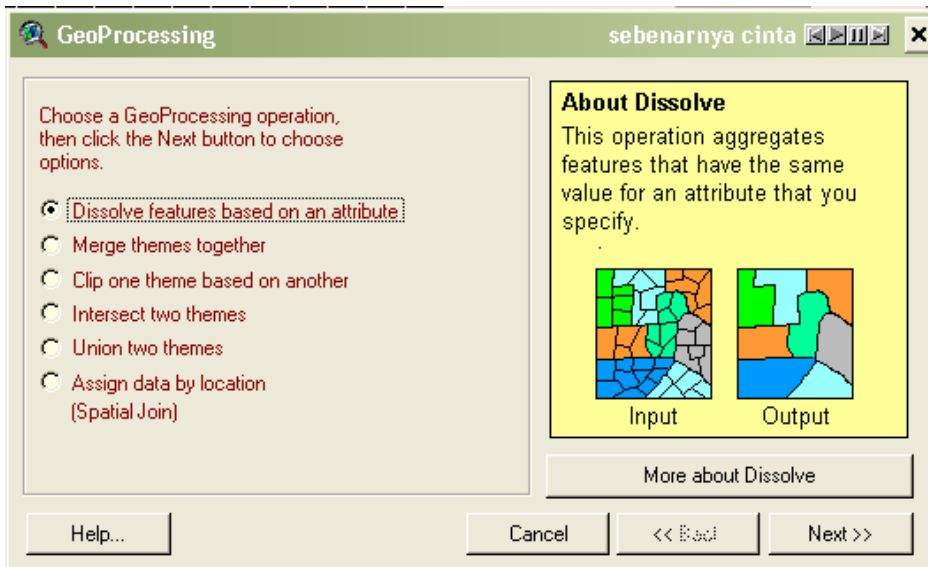 GeoProcessing
sebenarnya cinta
Choose a GeoProcessing operation,
then click the Next button to choose
options.
Dissolve features based on an attribute
Merge themes together
Clip one theme based on another
Intersect two themes
Union two themes
Assign data by location
(Spatial Join)
About Dissolve
This operation aggregates
features that have the same
value for an attribute that you
specify.
Input
Output
More about Dissolve
Help...
Cancel
<< Back
Next >>